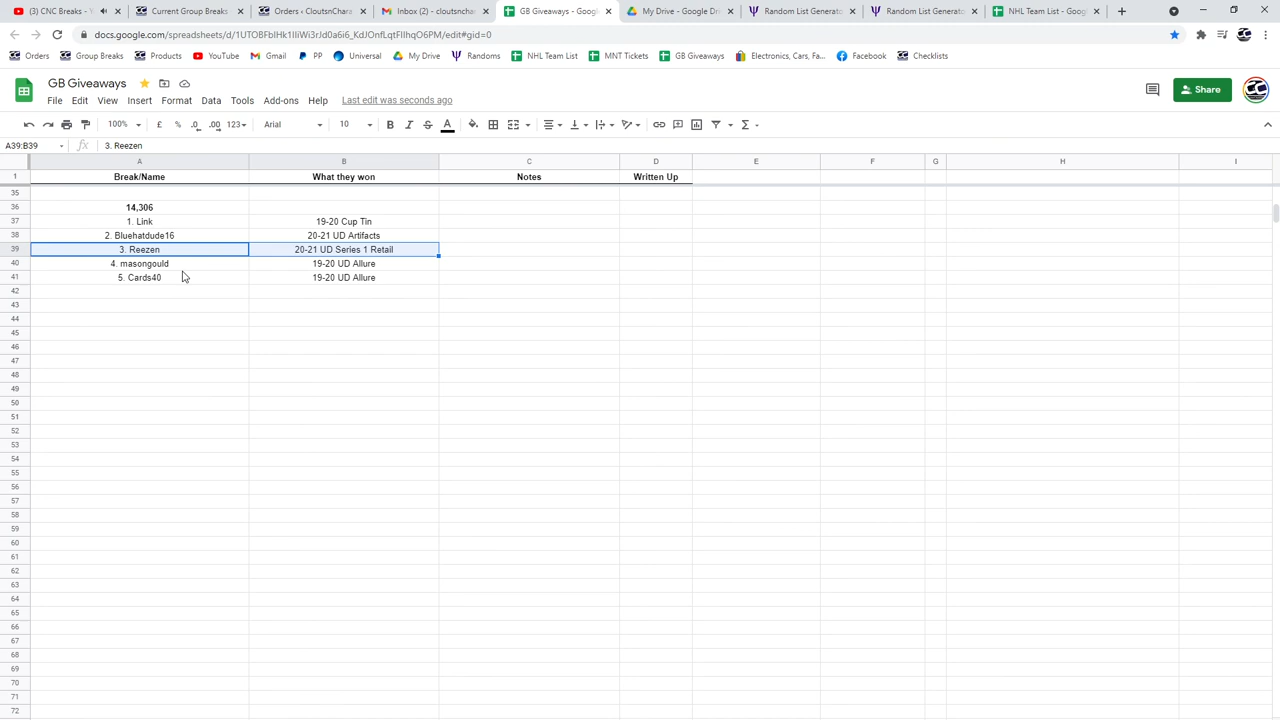 (3) CNC Breaks -
Current Group Breaks
Orders ‹ CloutsnChara
Inbox (2) - cloutsnchar
GB Giveaways - Google
My Drive - Google Dri
Random List Generato
Random List Generato
NHL Team List - Goog
docs.google.com/spreadsheets/d/
/edit#gid=0
Orders
Group Breaks
Products
YouTube
Gmail
PP
Universal
My Drive
Randoms
NHL Team List
MNT Tickets
GB Giveaways
Electronics, Cars, Fa...
Facebook
Checklists
GB Giveaways
File Edit View Insert Format Data Tools Add-ons Help Last edit was seconds ago
Share
100% £ % .0 .00 123 Arial 10 B I S A
A39:B39 fx 3. Reezen
A B C D E F G H I
1 Break/Name What they won Notes Written Up
35
36 14,306
37 1. Link 19-20 Cup Tin
38 2. Bluehatdude16 20-21 UD Artifacts
39 3. Reezen 20-21 UD Series 1 Retail
40 4. masongould 19-20 UD Allure
41 5. Cards40 19-20 UD Allure
42
43
44
45
46
47
48
49
50
51
52
53
54
55
56
57
58
59
60
61
62
63
64
65
66
67
68
69
70
71
72